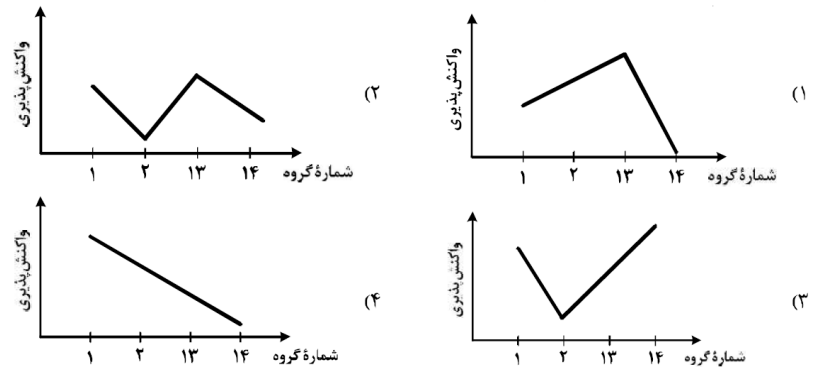 ۱)
واکنش‌پذیری
۱ ۲ ۱۳ ۱۴ شمارهٔ گروه
۲)
واکنش‌پذیری
۱ ۲ ۱۳ ۱۴ شمارهٔ گروه
۳)
واکنش‌پذیری
۱ ۲ ۱۳ ۱۴ شمارهٔ گروه
۴)
واکنش‌پذیری
۱ ۲ ۱۳ ۱۴ شمارهٔ گروه